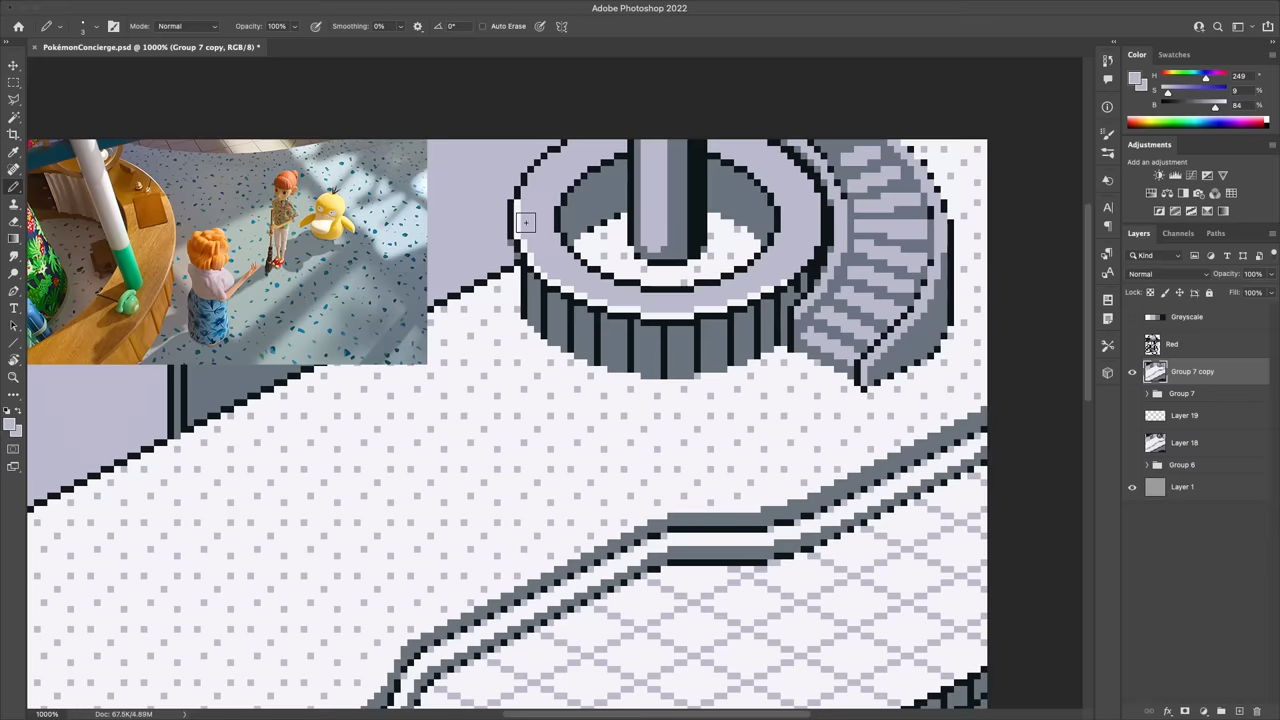 Adobe Photoshop 2022
3
Mode: Normal
Opacity: 100%
Smoothing: 0%
0°
Auto Erase
PokémonConcierge.psd @ 1000% (Group 7 copy, RGB/8) *
Color
Swatches
H 249 °
S 9 %
B 84 %
Adjustments
Add an adjustment
Layers
Channels
Paths
Kind
Normal
Opacity: 100%
Lock:
Fill: 100%
Greyscale
Red
Group 7 copy
Group 7
Layer 19
Layer 18
Group 6
Layer 1
1000%
Doc: 67.5K/4.89M